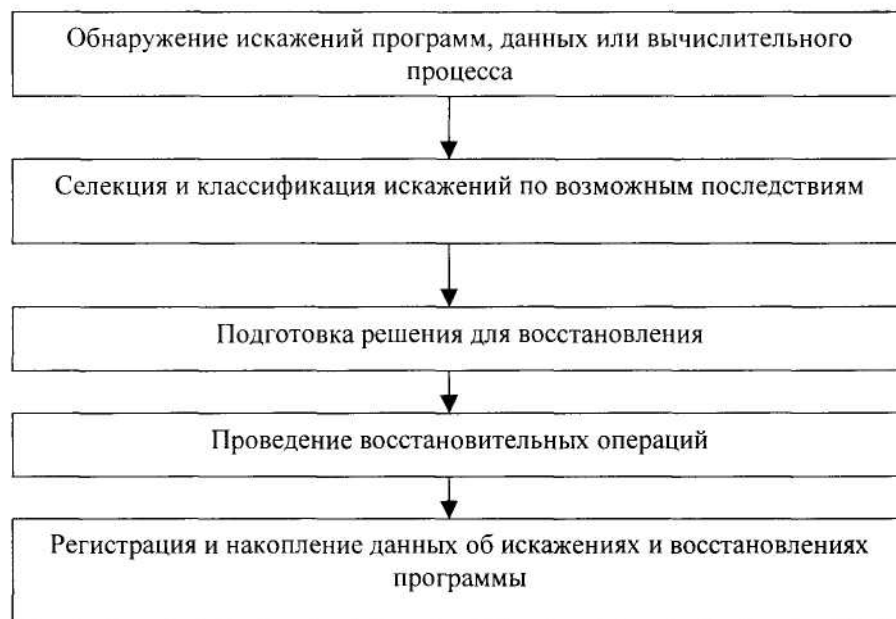 Обнаружение искажений программ, данных или вычислительного
процесса
Селекция и классификация искажений по возможным последствиям
Подготовка решения для восстановления
Проведение восстановительных операций
Регистрация и накопление данных об искажениях и восстановлениях
программы